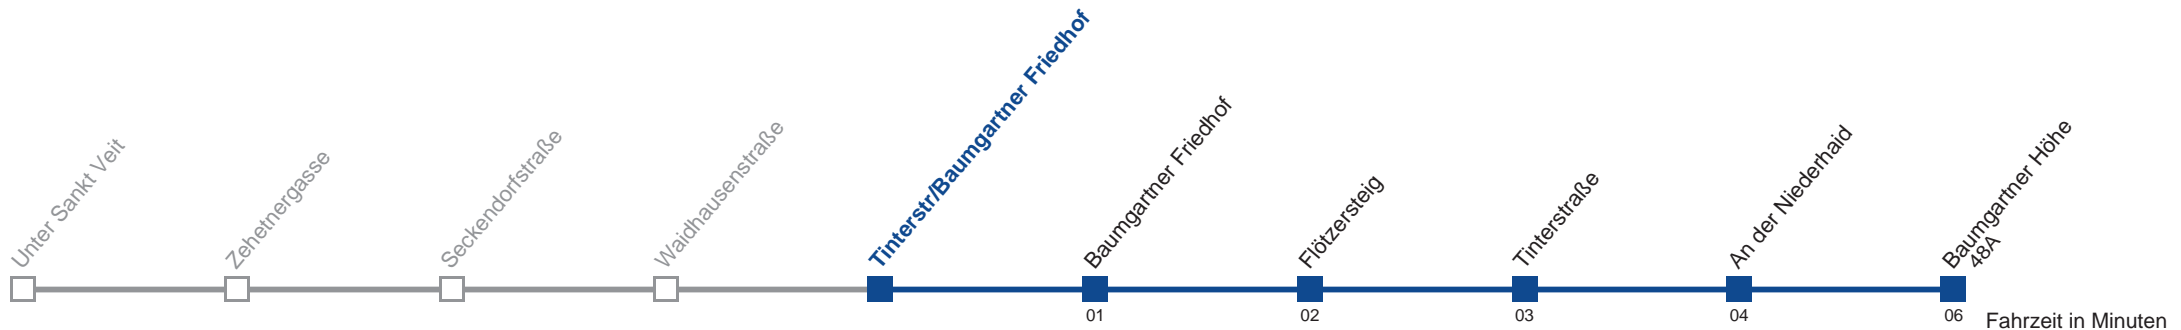 Unter Sankt Veit
Zehetnergasse
Seckendorfstraße
Waidhausenstraße
Tinterstr/Baumgartner Friedhof
Baumgartner Friedhof
Flötzersteig
Tinterstraße
An der Niederhaid
Baumgartner Höhe
48A
01
02
03
04
06
Fahrzeit in Minuten